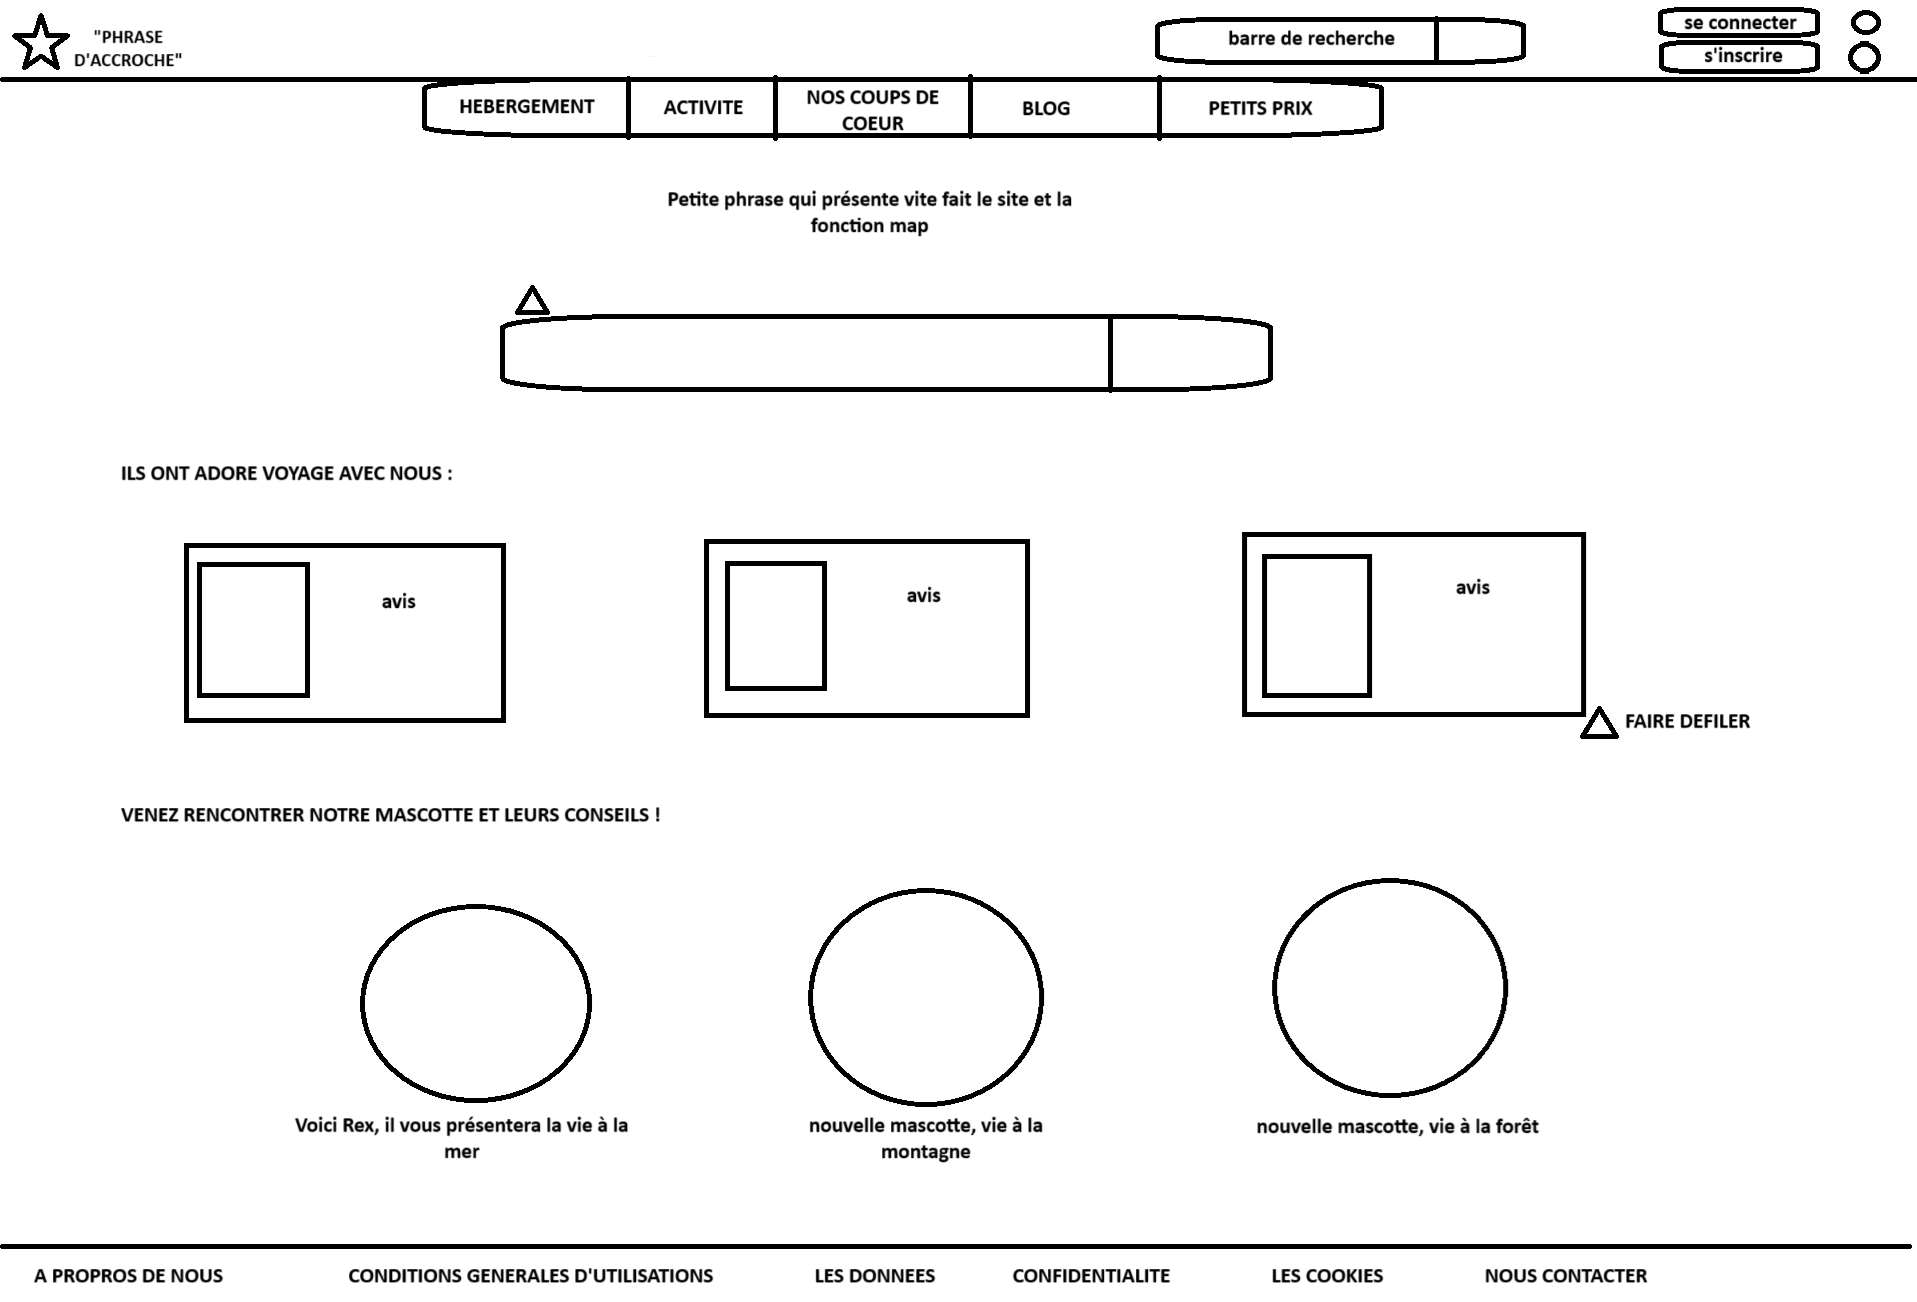 "PHRASE
D'ACCROCHE"
barre de recherche
se connecter
s'inscrire
HEBERGEMENT
ACTIVITE
NOS COUPS DE
COEUR
BLOG
PETITS PRIX
Petite phrase qui présente vite fait le site et la
fonction map
ILS ONT ADORE VOYAGE AVEC NOUS :
avis
avis
avis
FAIRE DEFILER
VENEZ RENCONTRER NOTRE MASCOTTE ET LEURS CONSEILS !
Voici Rex, il vous présentera la vie à la
mer
nouvelle mascotte, vie à la
montagne
nouvelle mascotte, vie à la forêt
A PROPROS DE NOUS
CONDITIONS GENERALES D'UTILISATIONS
LES DONNEES
CONFIDENTIALITE
LES COOKIES
NOUS CONTACTER